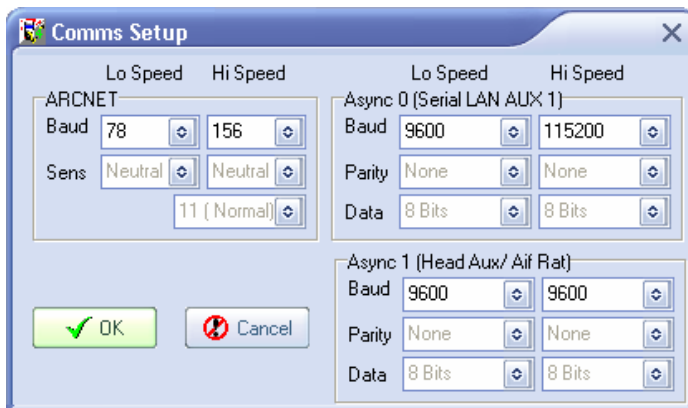 Comms Setup
Lo Speed Hi Speed
ARCNET
Baud 78 156
Sens Neutral Neutral
11 ( Normal)
Lo Speed Hi Speed
Async 0 (Serial LAN AUX 1)
Baud 9600 115200
Parity None None
Data 8 Bits 8 Bits
Async 1 (Head Aux/ Aif Rat)
Baud 9600 9600
Parity None None
Data 8 Bits 8 Bits
OK Cancel